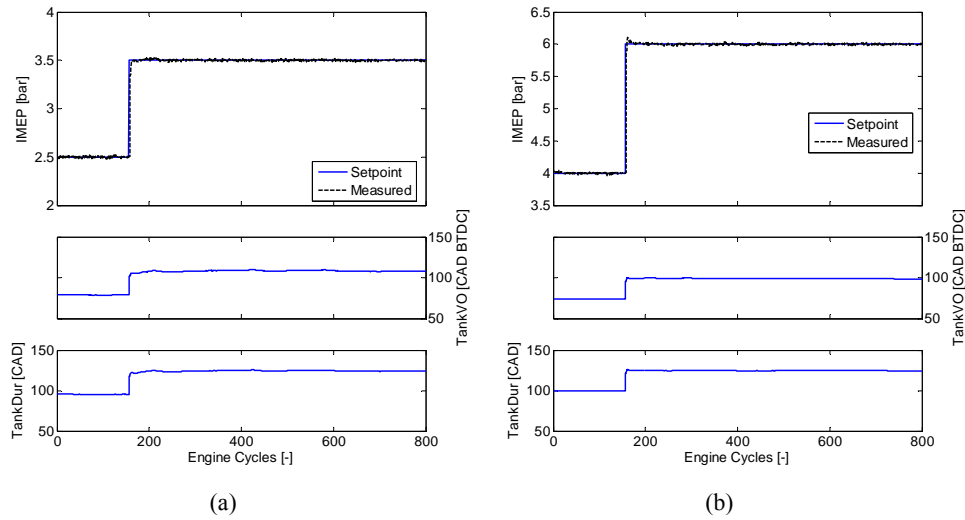 4
3.5
3
2.5
2
IMEP [bar]
Setpoint
Measured
150
100
50
TankVO [CAD BTDC]
150
100
50
TankDur [CAD]
0
200
400
600
800
Engine Cycles [-]
(a)
6.5
6
5.5
5
4.5
4
3.5
IMEP [bar]
Setpoint
Measured
150
100
50
TankVO [CAD BTDC]
150
100
50
TankDur [CAD]
0
200
400
600
800
Engine Cycles [-]
(b)